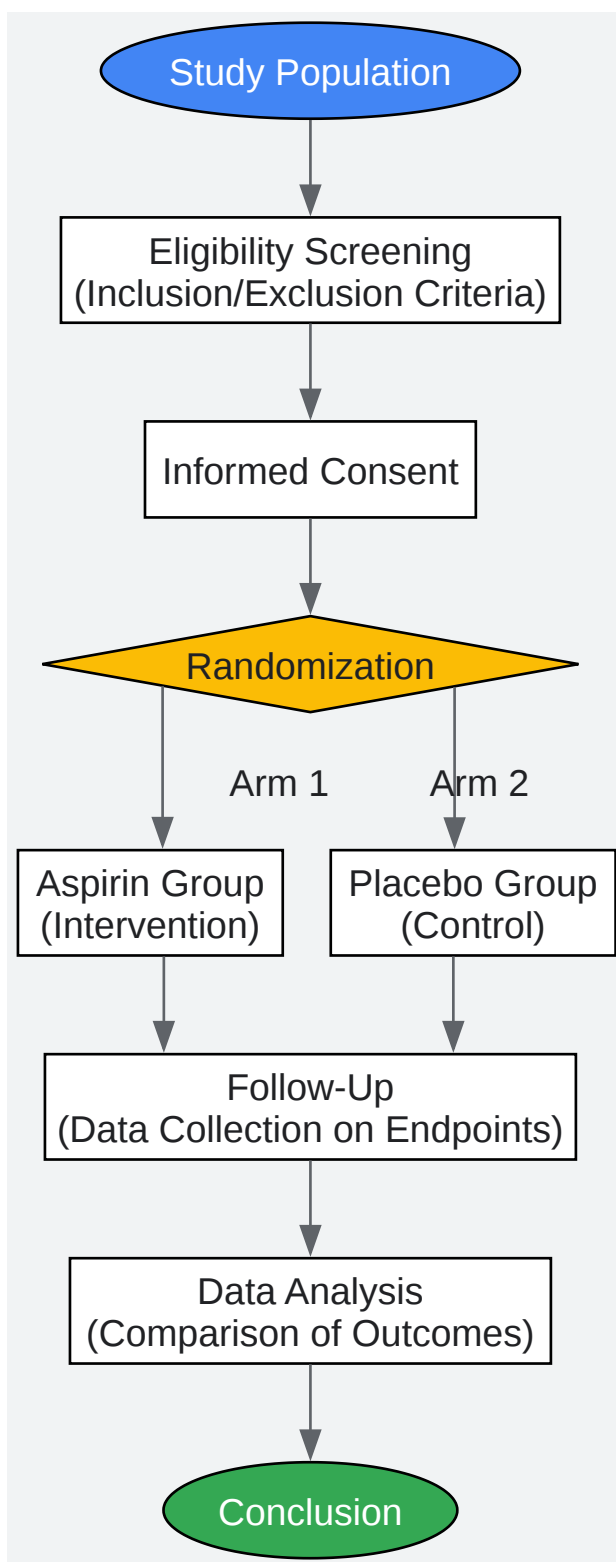 Study Population
Eligibility Screening
(Inclusion/Exclusion Criteria)
Informed Consent
Randomization
Arm 1
Arm 2
Aspirin Group
(Intervention)
Placebo Group
(Control)
Follow-Up
(Data Collection on Endpoints)
Data Analysis
(Comparison of Outcomes)
Conclusion